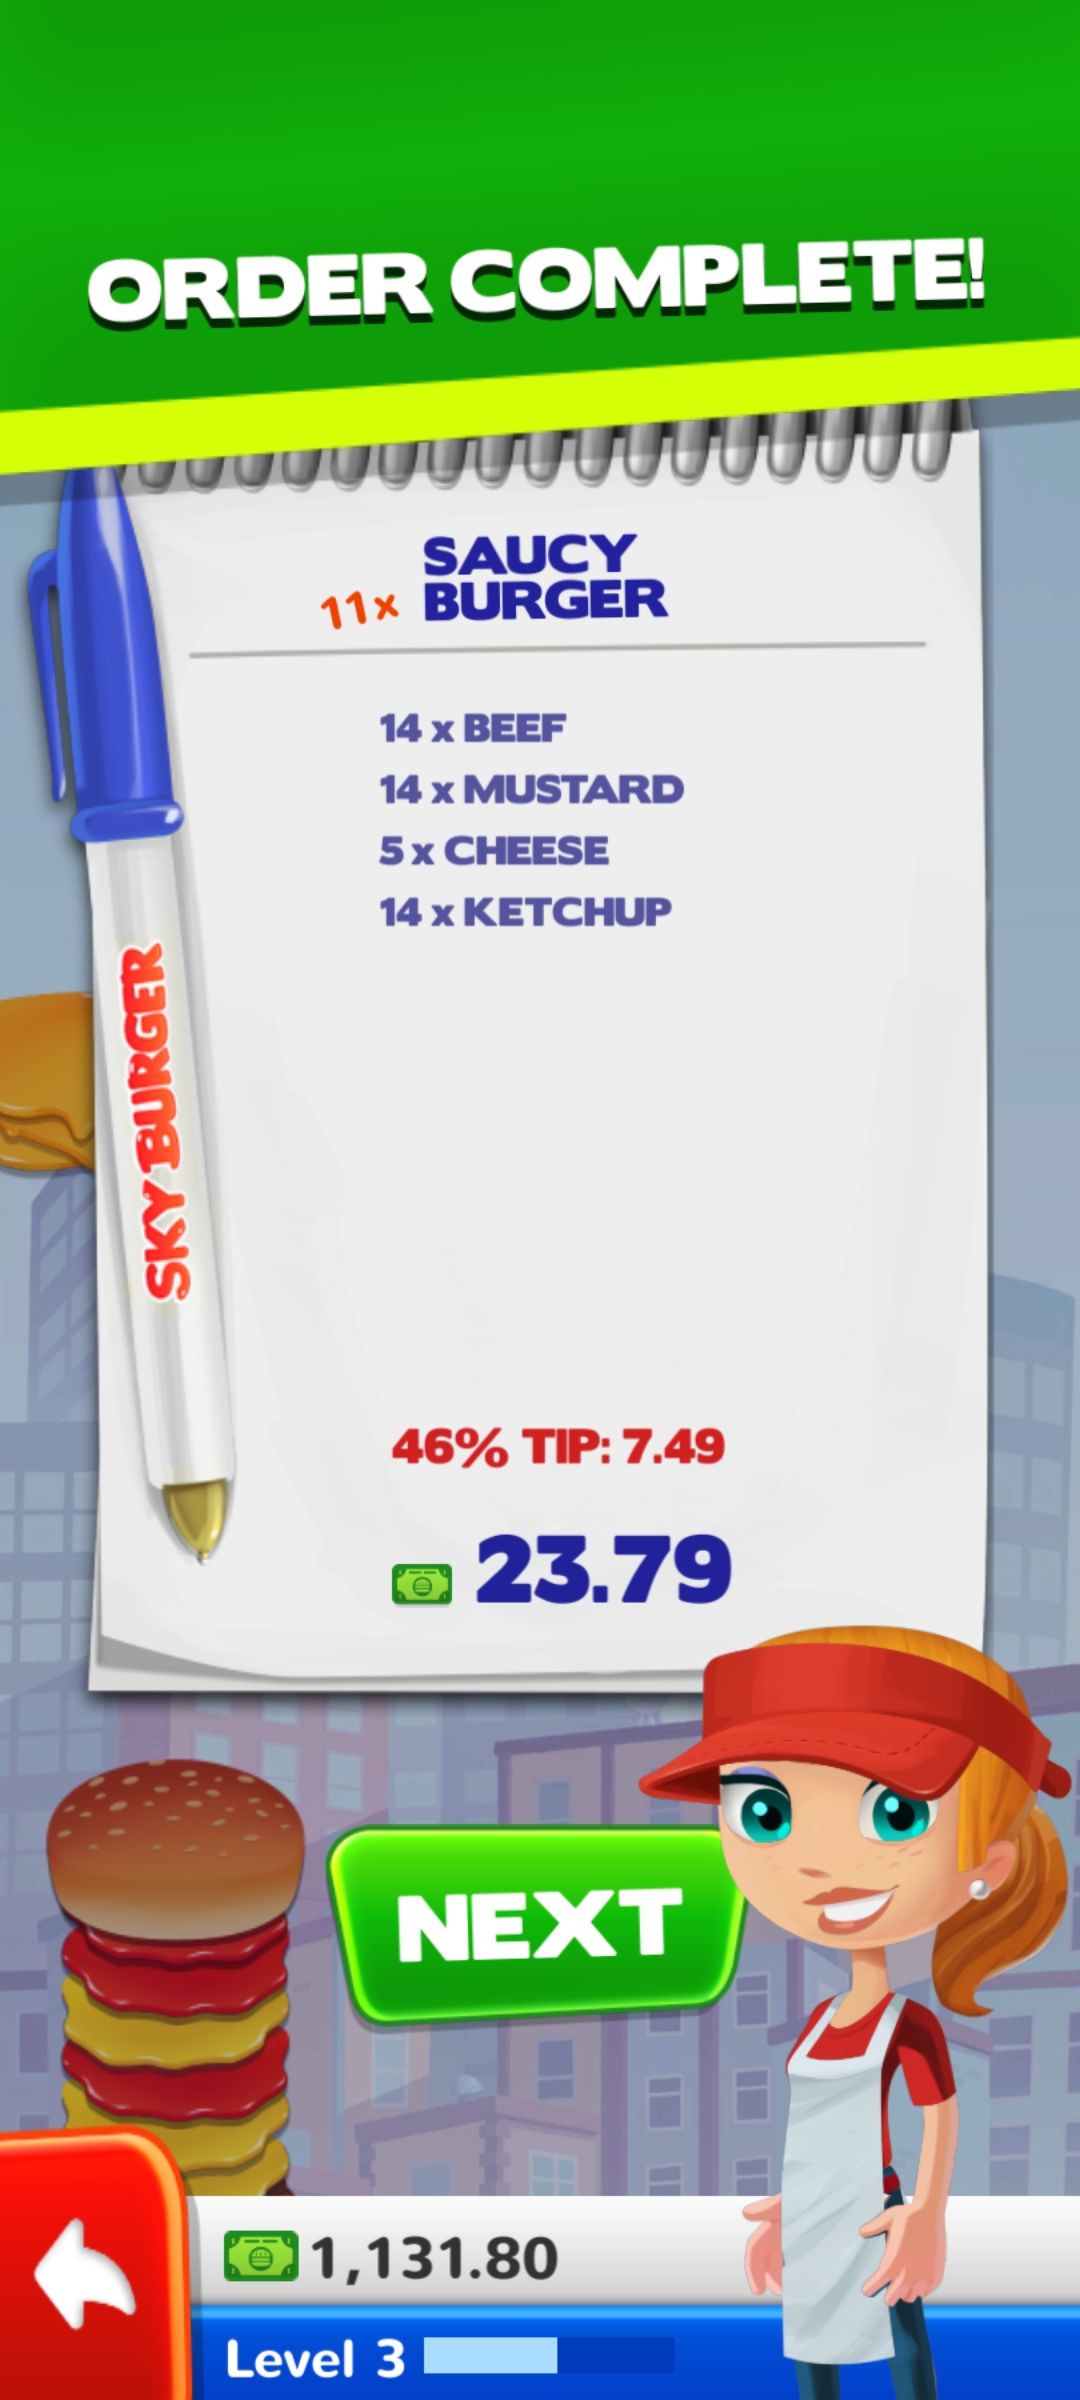 ORDER COMPLETE!
SAUCY
11x BURGER
14 x BEEF
14 x MUSTARD
5 x CHEESE
14 x KETCHUP
SKY BURGER
46% TIP: 7.49
23.79
NEXT
1,131.80
Level 3